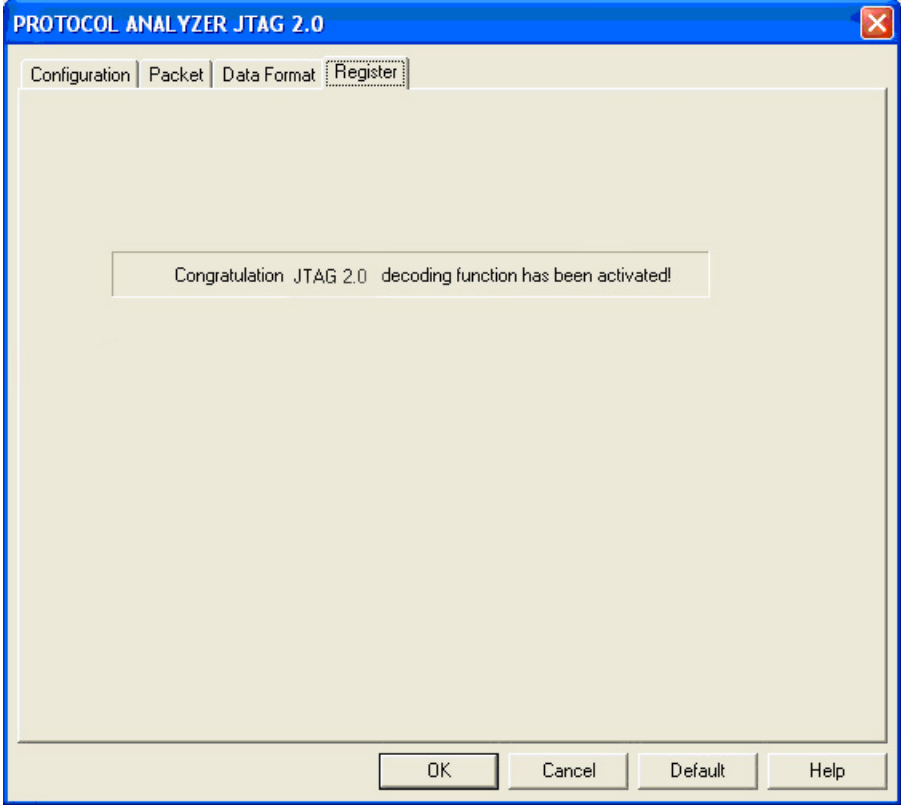 PROTOCOL ANALYZER JTAG 2.0
Configuration Packet Data Format Register
Congratulation JTAG 2.0 decoding function has been activated!
OK Cancel Default Help